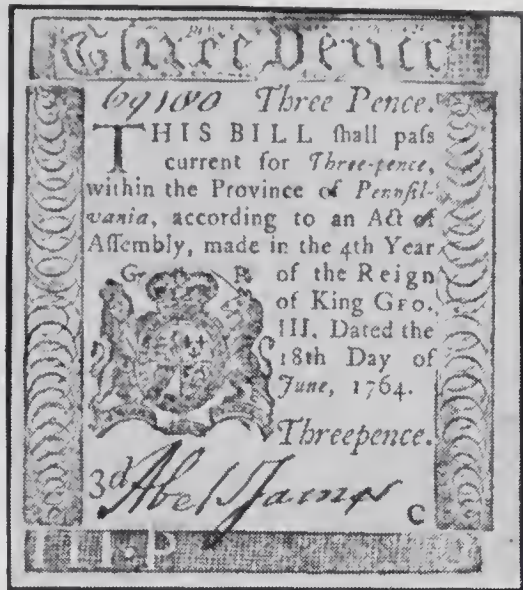 Three Pence
69180 Three Pence.
THIS BILL ſhall paſs
current for Three-pence,
within the Province of Pennſil-
vania, according to an Act of
Aſſembly, made in the 4th Year
G R of the Reign
of King GEO.
III. Dated the
18th Day of
June, 1764.
Threepence.
3d Abel James
C
III.P